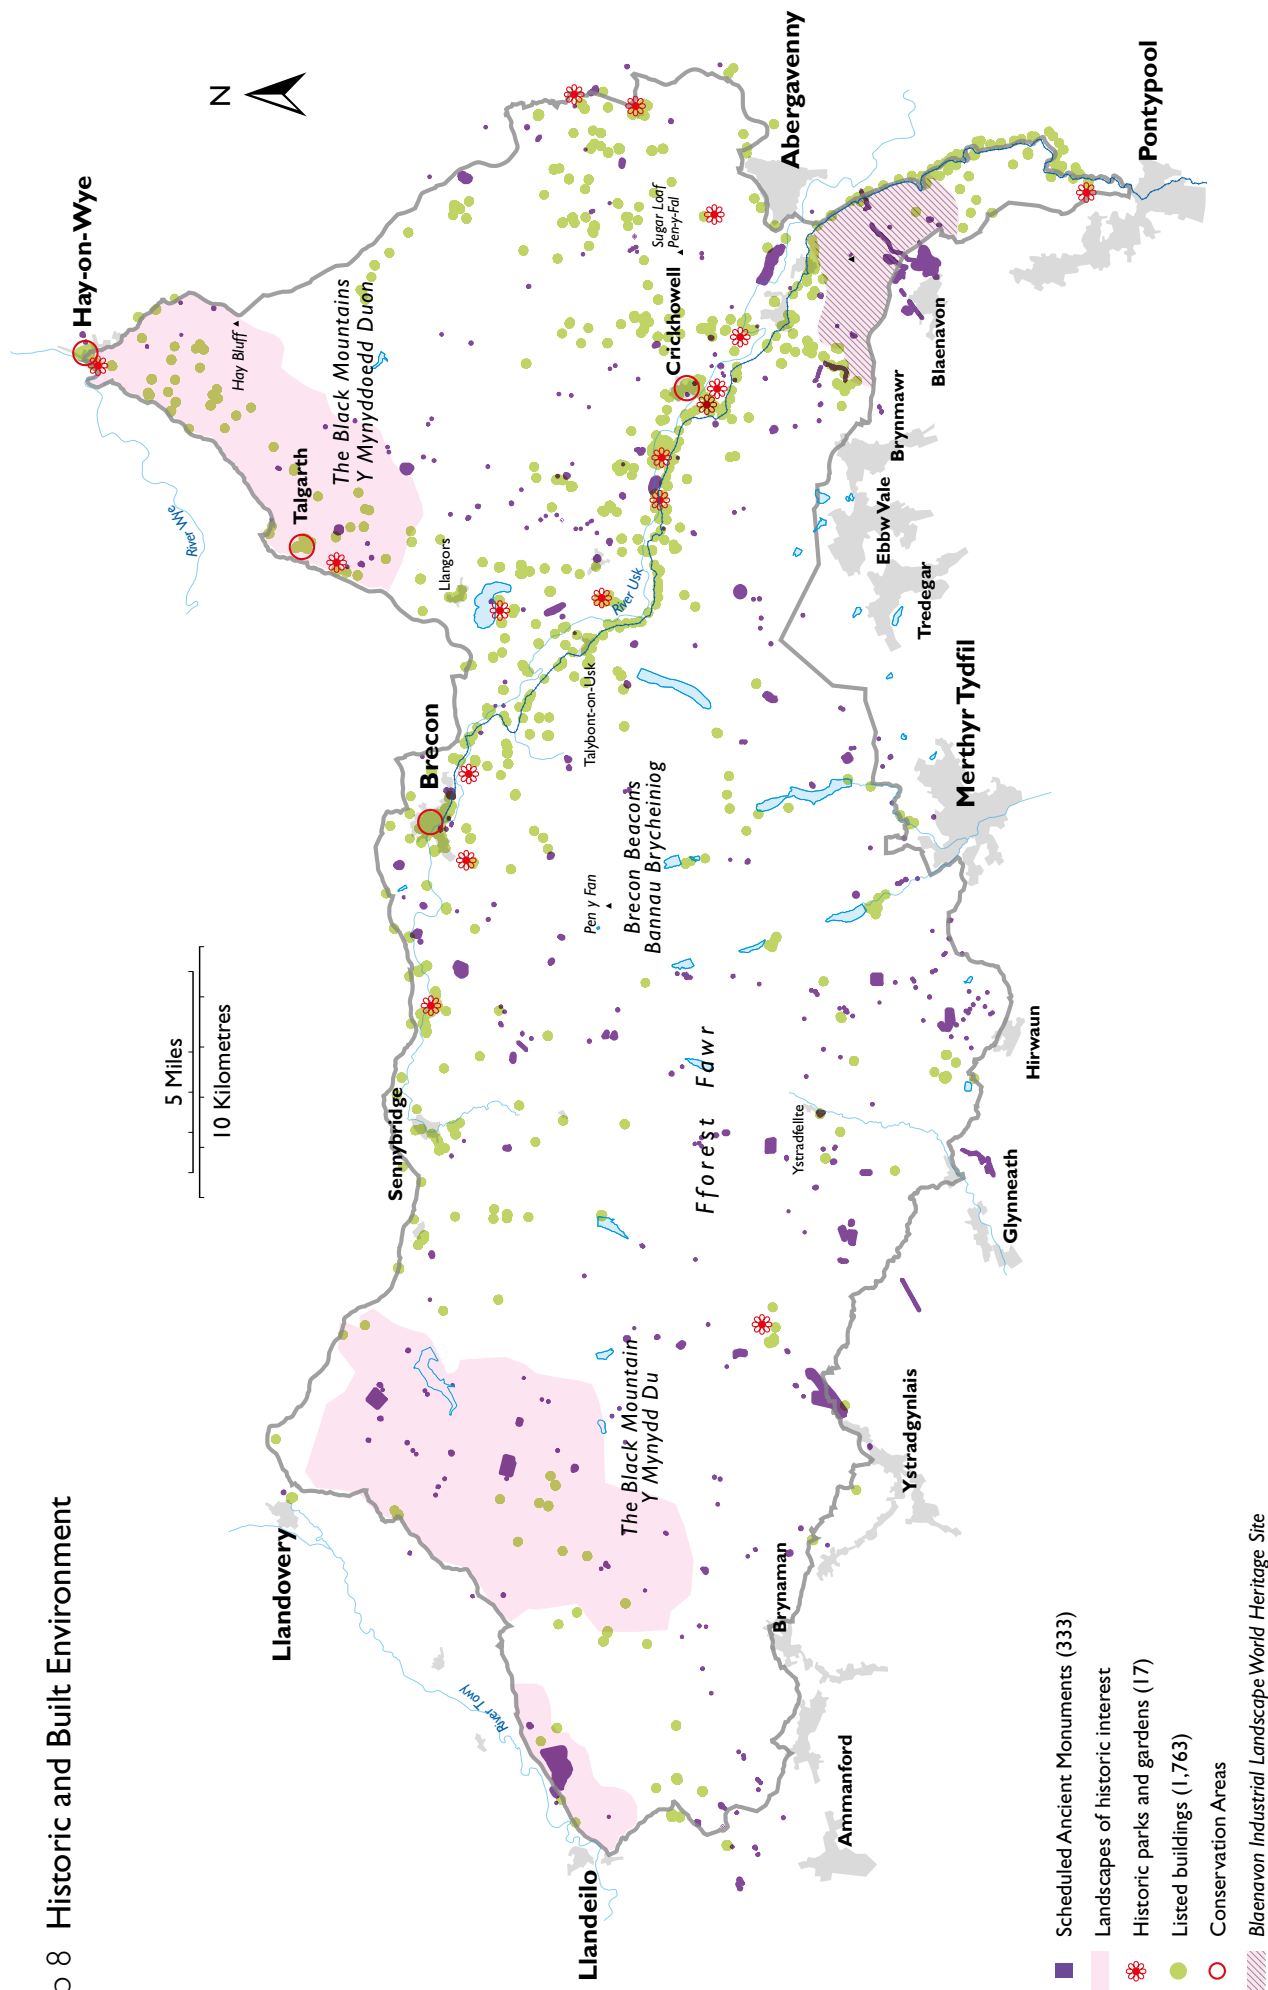 8 Historic and Built Environment
5 Miles
10 Kilometres
N
Llandovery
Sennybridge
Brecon
Talgarth
Hay-on-Wye
River Wye
Hay Bluff
The Black Mountains
Y Mynyddoedd Duon
Llangors
River Towy
Llandeilo
The Black Mountain
Y Mynydd Du
Pen y Fan
Brecon Beacons
Bannau Brycheiniog
Talybont-on-Usk
River Usk
Crickhowell
Sugar Loaf
Pen-y-Fal
Abergavenny
Fforest Fawr
Ystradfellte
Ammanford
Brynaman
Ystradgynlais
Glynneath
Hirwaun
Merthyr Tydfil
Tredegar
Ebbw Vale
Brynmawr
Blaenavon
Pontypool
Scheduled Ancient Monuments (333)
Landscapes of historic interest
Historic parks and gardens (17)
Listed buildings (1,763)
Conservation Areas
Blaenavon Industrial Landscape World Heritage Site